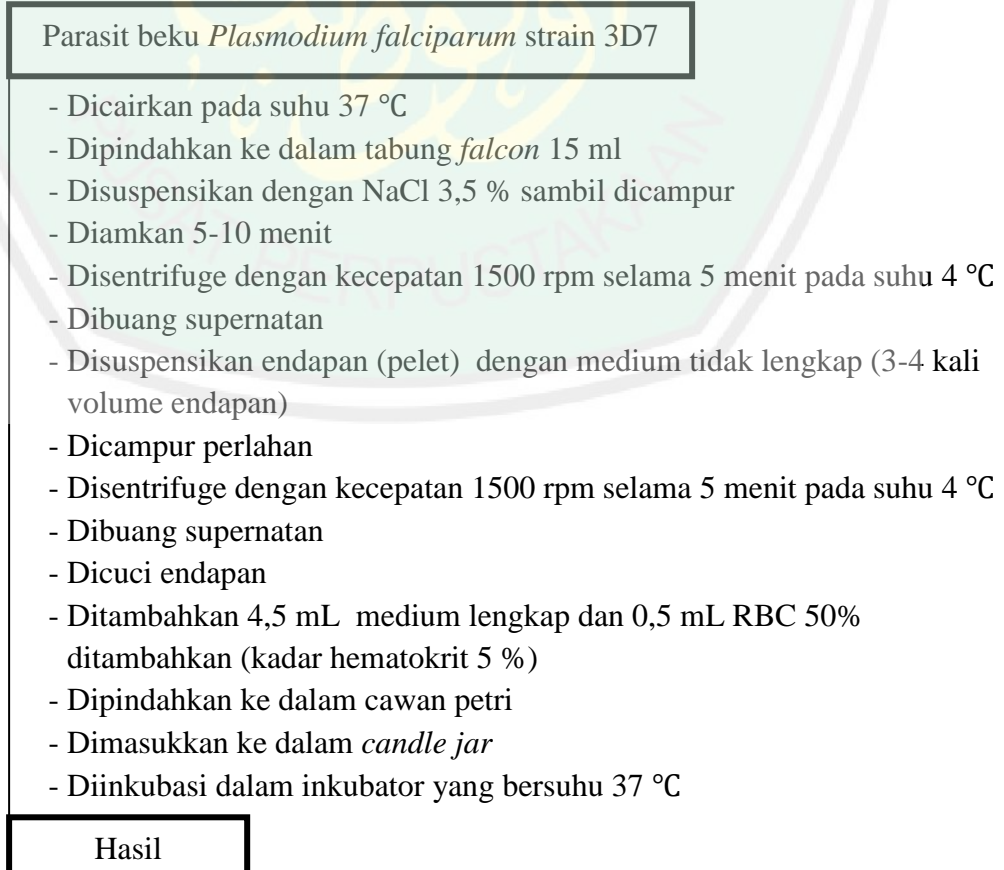 Parasit beku Plasmodium falciparum strain 3D7
- Dicairkan pada suhu 37 °C
- Dipindahkan ke dalam tabung falcon 15 ml
- Disuspensikan dengan NaCl 3,5 % sambil dicampur
- Diamkan 5-10 menit
- Disentrifuge dengan kecepatan 1500 rpm selama 5 menit pada suhu 4 °C
- Dibuang supernatan
- Disuspensikan endapan (pelet) dengan medium tidak lengkap (3-4 kali
volume endapan)
- Dicampur perlahan
- Disentrifuge dengan kecepatan 1500 rpm selama 5 menit pada suhu 4 °C
- Dibuang supernatan
- Dicuci endapan
- Ditambahkan 4,5 mL medium lengkap dan 0,5 mL RBC 50%
ditambahkan (kadar hematokrit 5 %)
- Dipindahkan ke dalam cawan petri
- Dimasukkan ke dalam candle jar
- Diinkubasi dalam inkubator yang bersuhu 37 °C
Hasil